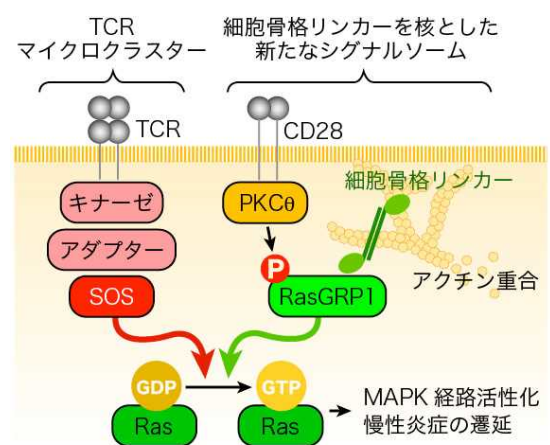 TCR
マイクロクラスター
細胞骨格リンカーを核とした
新たなシグナルソーム
TCR
CD28
細胞骨格リンカー
キナーゼ
PKCθ
アダプター
アクチン重合
P
SOS
RasGRP1
GDP
GTP
Ras
Ras
MAPK 経路活性化
慢性炎症の遷延